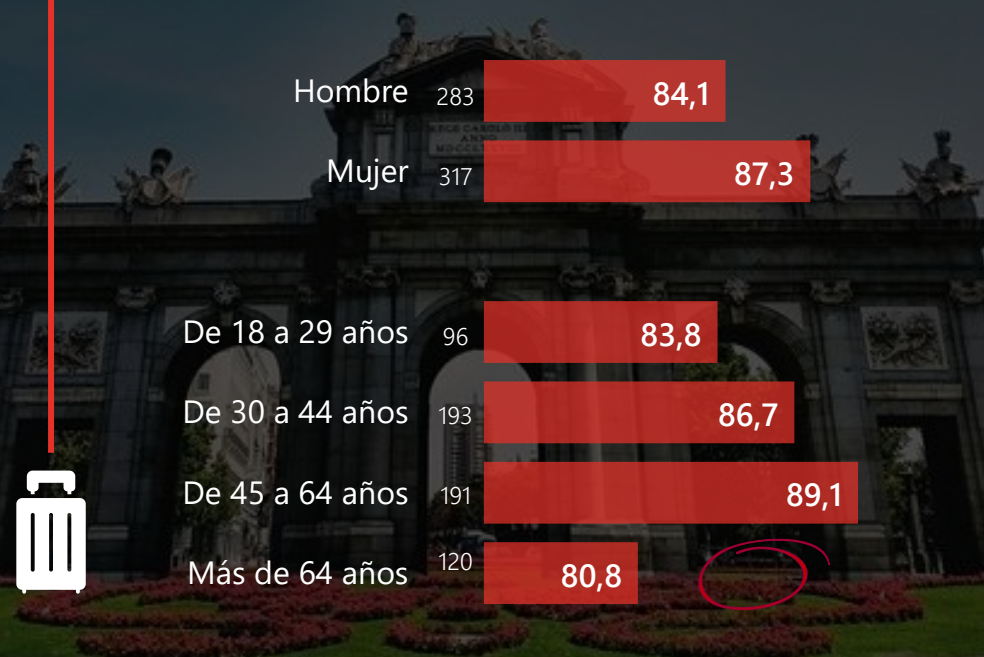 Hombre 283 84,1
Mujer 317 87,3
De 18 a 29 años 96 83,8
De 30 a 44 años 193 86,7
De 45 a 64 años 191 89,1
Más de 64 años 120 80,8